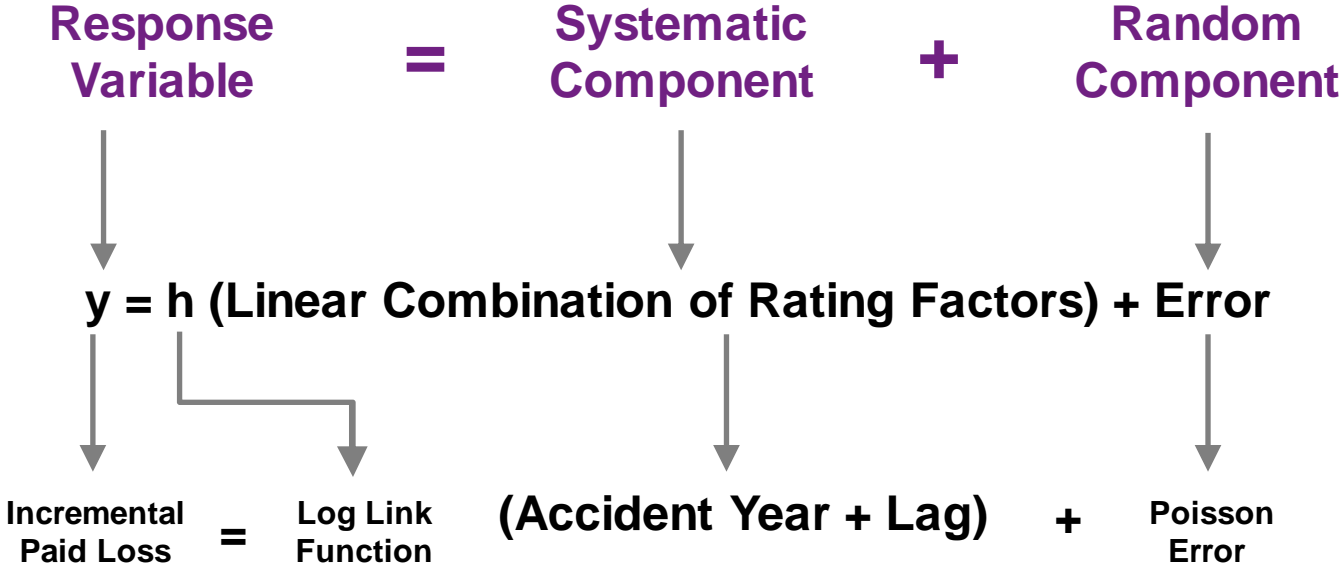 Response Variable = Systematic Component + Random Component
y = h (Linear Combination of Rating Factors) + Error
Incremental Paid Loss = Log Link Function (Accident Year + Lag) + Poisson Error